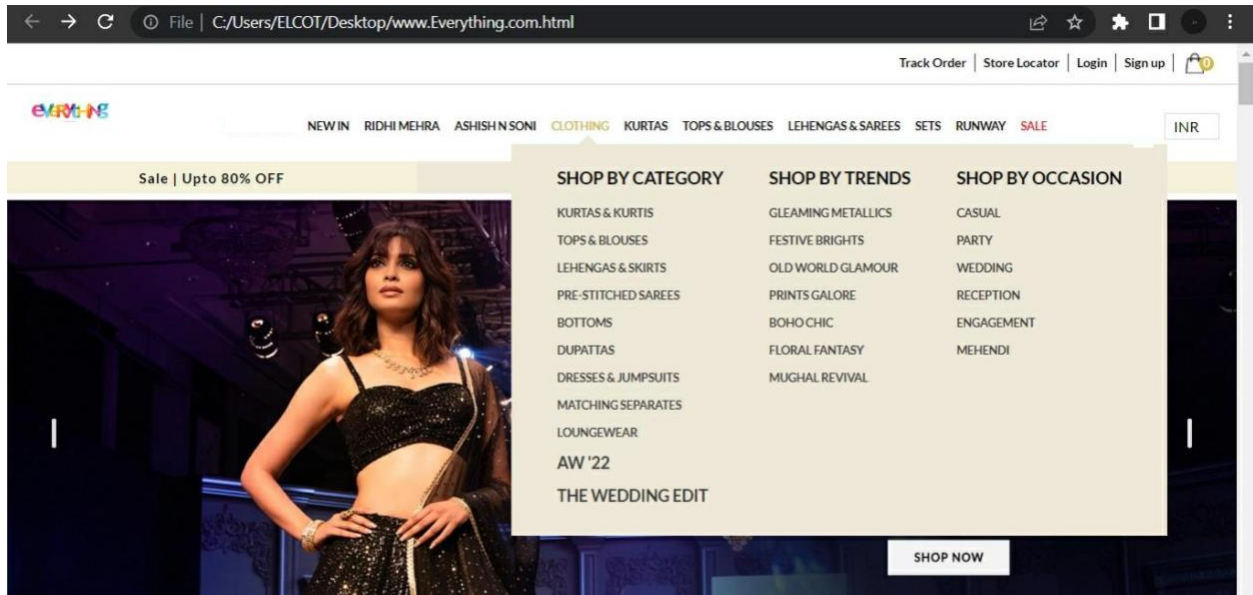 File | C:/Users/ELCOT/Desktop/www.Everything.com.html
Track Order | Store Locator | Login | Sign up | 0
EVERYTHING
NEW IN RIDHI MEHRA ASHISH N SONI CLOTHING KURTAS TOPS & BLOUSES LEHENGAS & SAREES SETS RUNWAY SALE INR
Sale | Upto 80% OFF
SHOP BY CATEGORY
KURTAS & KURTIS
TOPS & BLOUSES
LEHENGAS & SKIRTS
PRE-STITCHED SAREES
BOTTOMS
DUPATTAS
DRESSES & JUMPSUITS
MATCHING SEPARATES
LOUNGEWEAR
AW '22
THE WEDDING EDIT
SHOP BY TRENDS
GLEAMING METALLICS
FESTIVE BRIGHTS
OLD WORLD GLAMOUR
PRINTS GALORE
BOHO CHIC
FLORAL FANTASY
MUGHAL REVIVAL
SHOP BY OCCASION
CASUAL
PARTY
WEDDING
RECEPTION
ENGAGEMENT
MEHENDI
SHOP NOW